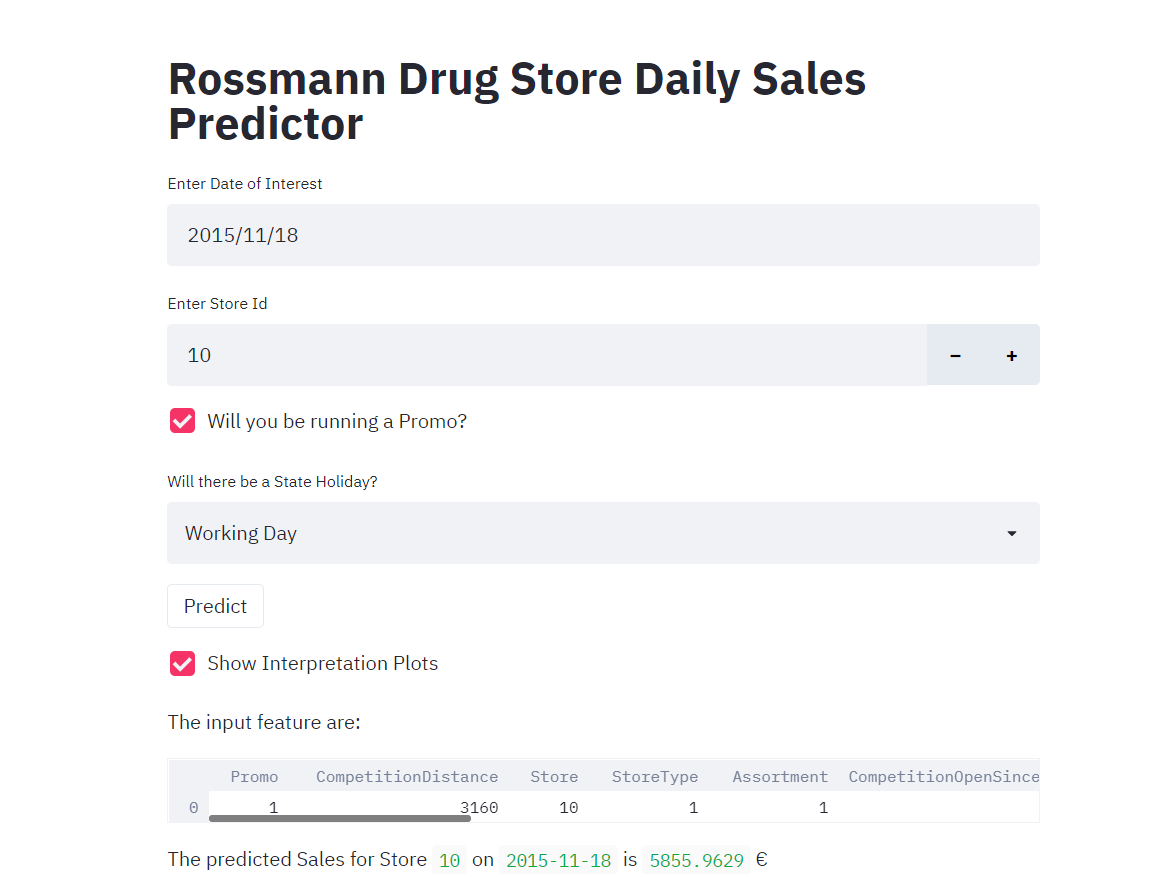 Rossmann Drug Store Daily Sales
Predictor
Enter Date of Interest
2015/11/18
Enter Store Id
10 − +
Will you be running a Promo?
Will there be a State Holiday?
Working Day
Predict
Show Interpretation Plots
The input feature are:
Promo CompetitionDistance Store StoreType Assortment CompetitionOpenSince
0 1 3160 10 1 1
The predicted Sales for Store 10 on 2015-11-18 is 5855.9629 €